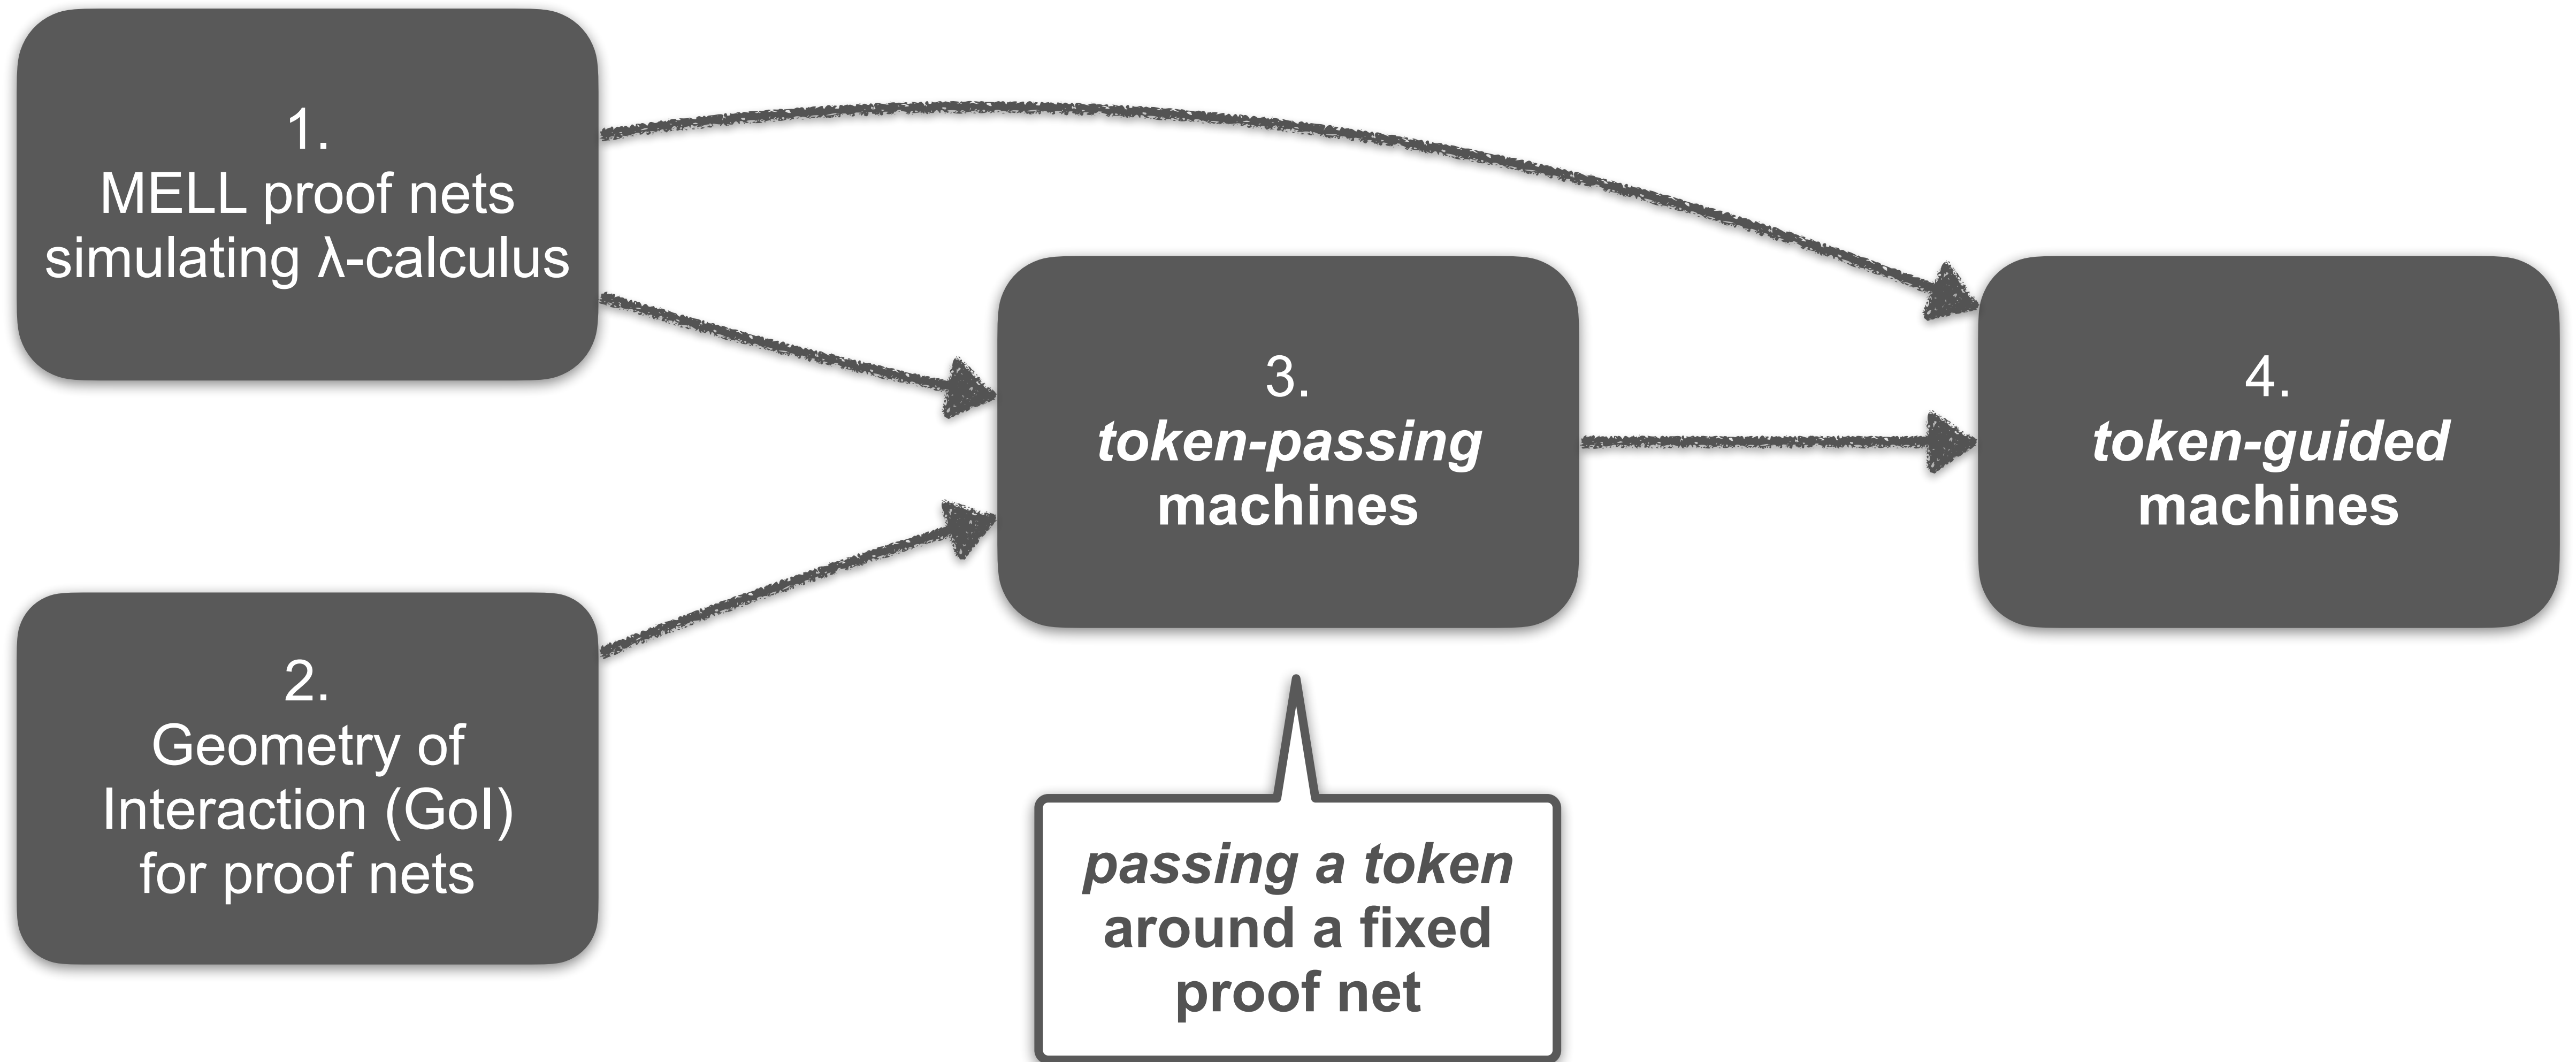 1.
MELL proof nets
simulating λ-calculus
2.
Geometry of
Interaction (GoI)
for proof nets
3.
token-passing
machines
passing a token
around a fixed
proof net
4.
token-guided
machines